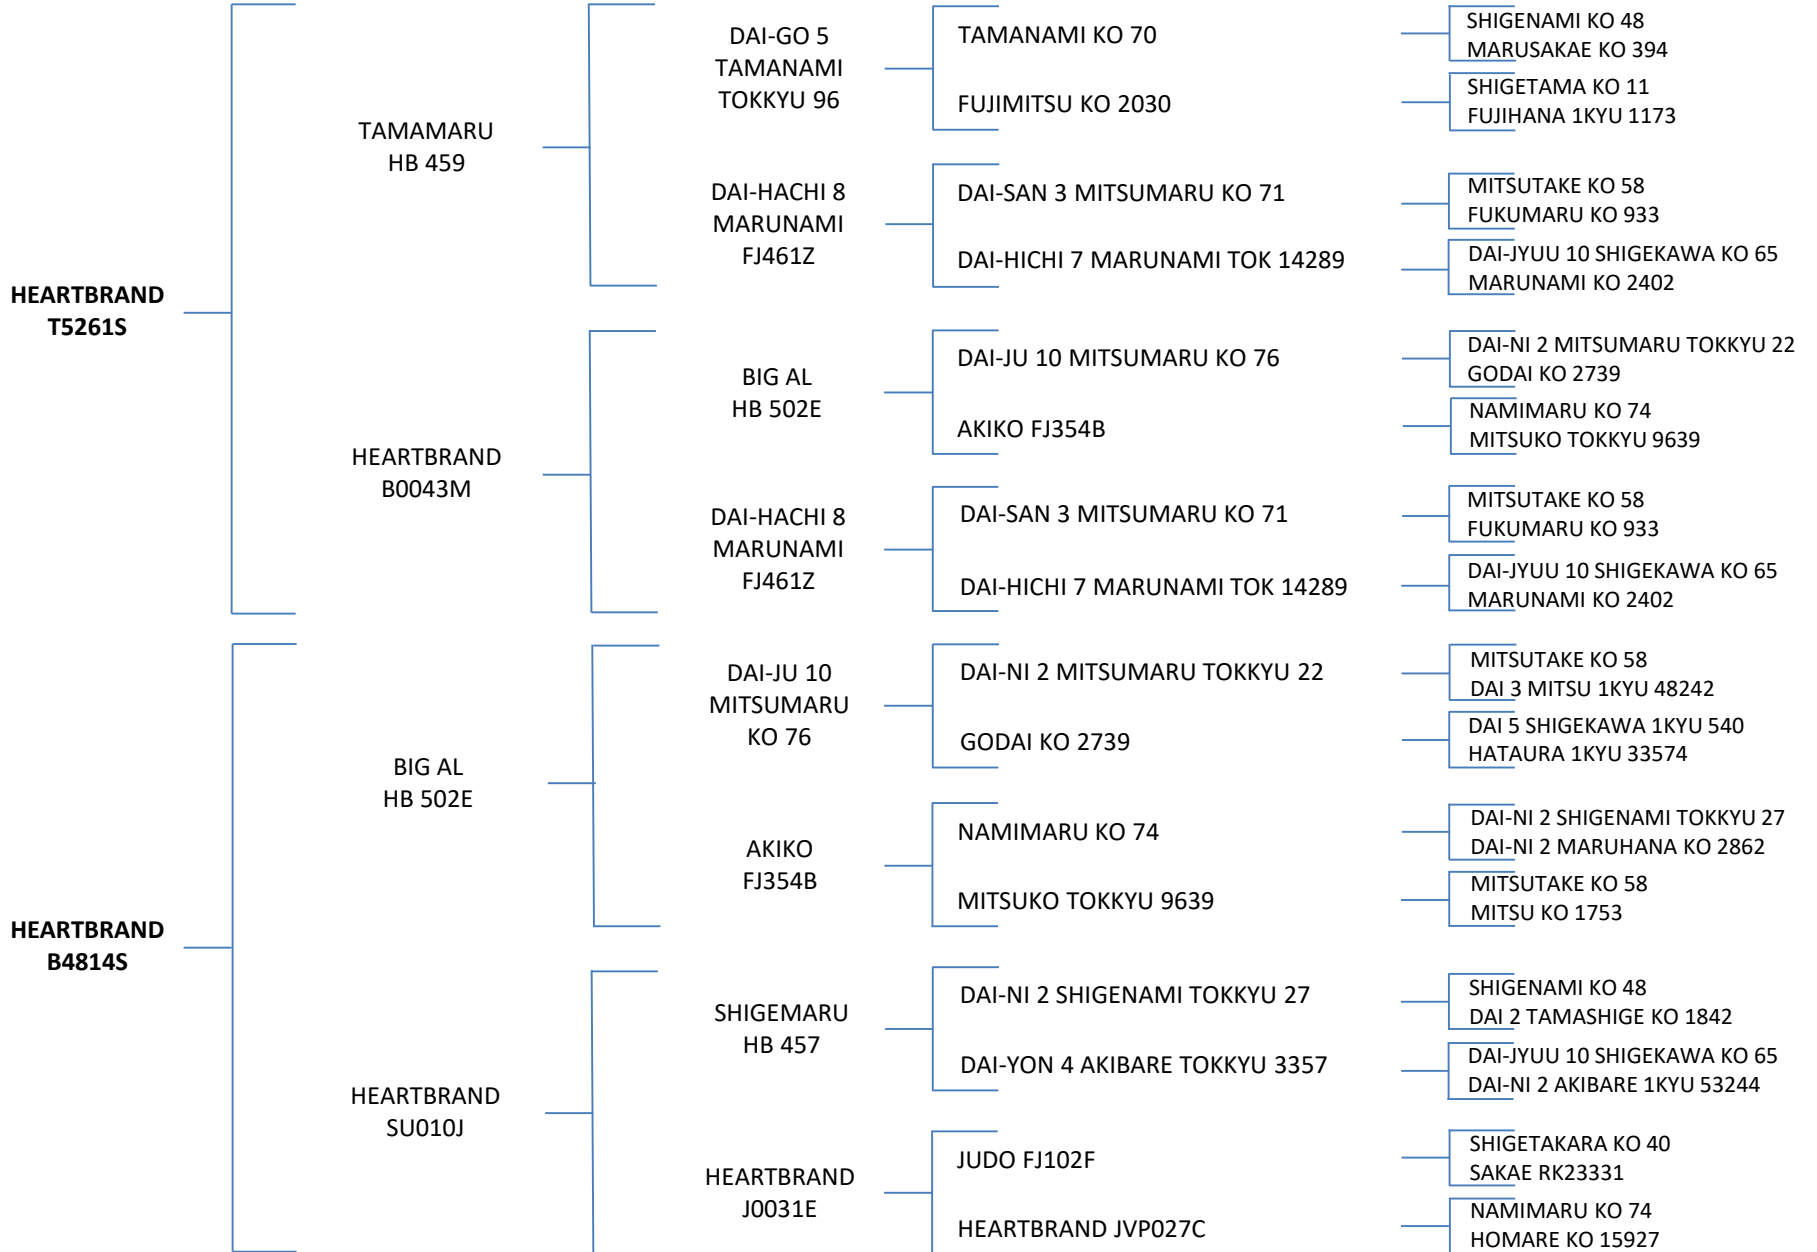 HEARTBRAND
T5261S
TAMAMARU
HB 459
DAI-GO 5
TAMANAMI
TOKKYU 96
TAMANAMI KO 70
SHIGENAMI KO 48
MARUSAKAE KO 394
FUJIMITSU KO 2030
SHIGETAMA KO 11
FUJIHANA 1KYU 1173
DAI-HACHI 8
MARUNAMI
FJ461Z
DAI-SAN 3 MITSUMARU KO 71
MITSUTAKE KO 58
FUKUMARU KO 933
DAI-HICHI 7 MARUNAMI TOK 14289
DAI-JYUU 10 SHIGEKAWA KO 65
MARUNAMI KO 2402
HEARTBRAND
B0043M
BIG AL
HB 502E
DAI-JU 10 MITSUMARU KO 76
DAI-NI 2 MITSUMARU TOKKYU 22
GODAI KO 2739
AKIKO FJ354B
NAMIMARU KO 74
MITSUKO TOKKYU 9639
DAI-HACHI 8
MARUNAMI
FJ461Z
DAI-SAN 3 MITSUMARU KO 71
MITSUTAKE KO 58
FUKUMARU KO 933
DAI-HICHI 7 MARUNAMI TOK 14289
DAI-JYUU 10 SHIGEKAWA KO 65
MARUNAMI KO 2402
HEARTBRAND
B4814S
BIG AL
HB 502E
DAI-JU 10
MITSUMARU
KO 76
DAI-NI 2 MITSUMARU TOKKYU 22
MITSUTAKE KO 58
DAI 3 MITSU 1KYU 48242
GODAI KO 2739
DAI 5 SHIGEKAWA 1KYU 540
HATAURA 1KYU 33574
AKIKO
FJ354B
NAMIMARU KO 74
DAI-NI 2 SHIGENAMI TOKKYU 27
DAI-NI 2 MARUHANA KO 2862
MITSUKO TOKKYU 9639
MITSUTAKE KO 58
MITSU KO 1753
HEARTBRAND
SU010J
SHIGEMARU
HB 457
DAI-NI 2 SHIGENAMI TOKKYU 27
SHIGENAMI KO 48
DAI 2 TAMASHIGE KO 1842
DAI-YON 4 AKIBARE TOKKYU 3357
DAI-JYUU 10 SHIGEKAWA KO 65
DAI-NI 2 AKIBARE 1KYU 53244
HEARTBRAND
J0031E
JUDO FJ102F
SHIGETAKARA KO 40
SAKAE RK23331
HEARTBRAND JVP027C
NAMIMARU KO 74
HOMARE KO 15927